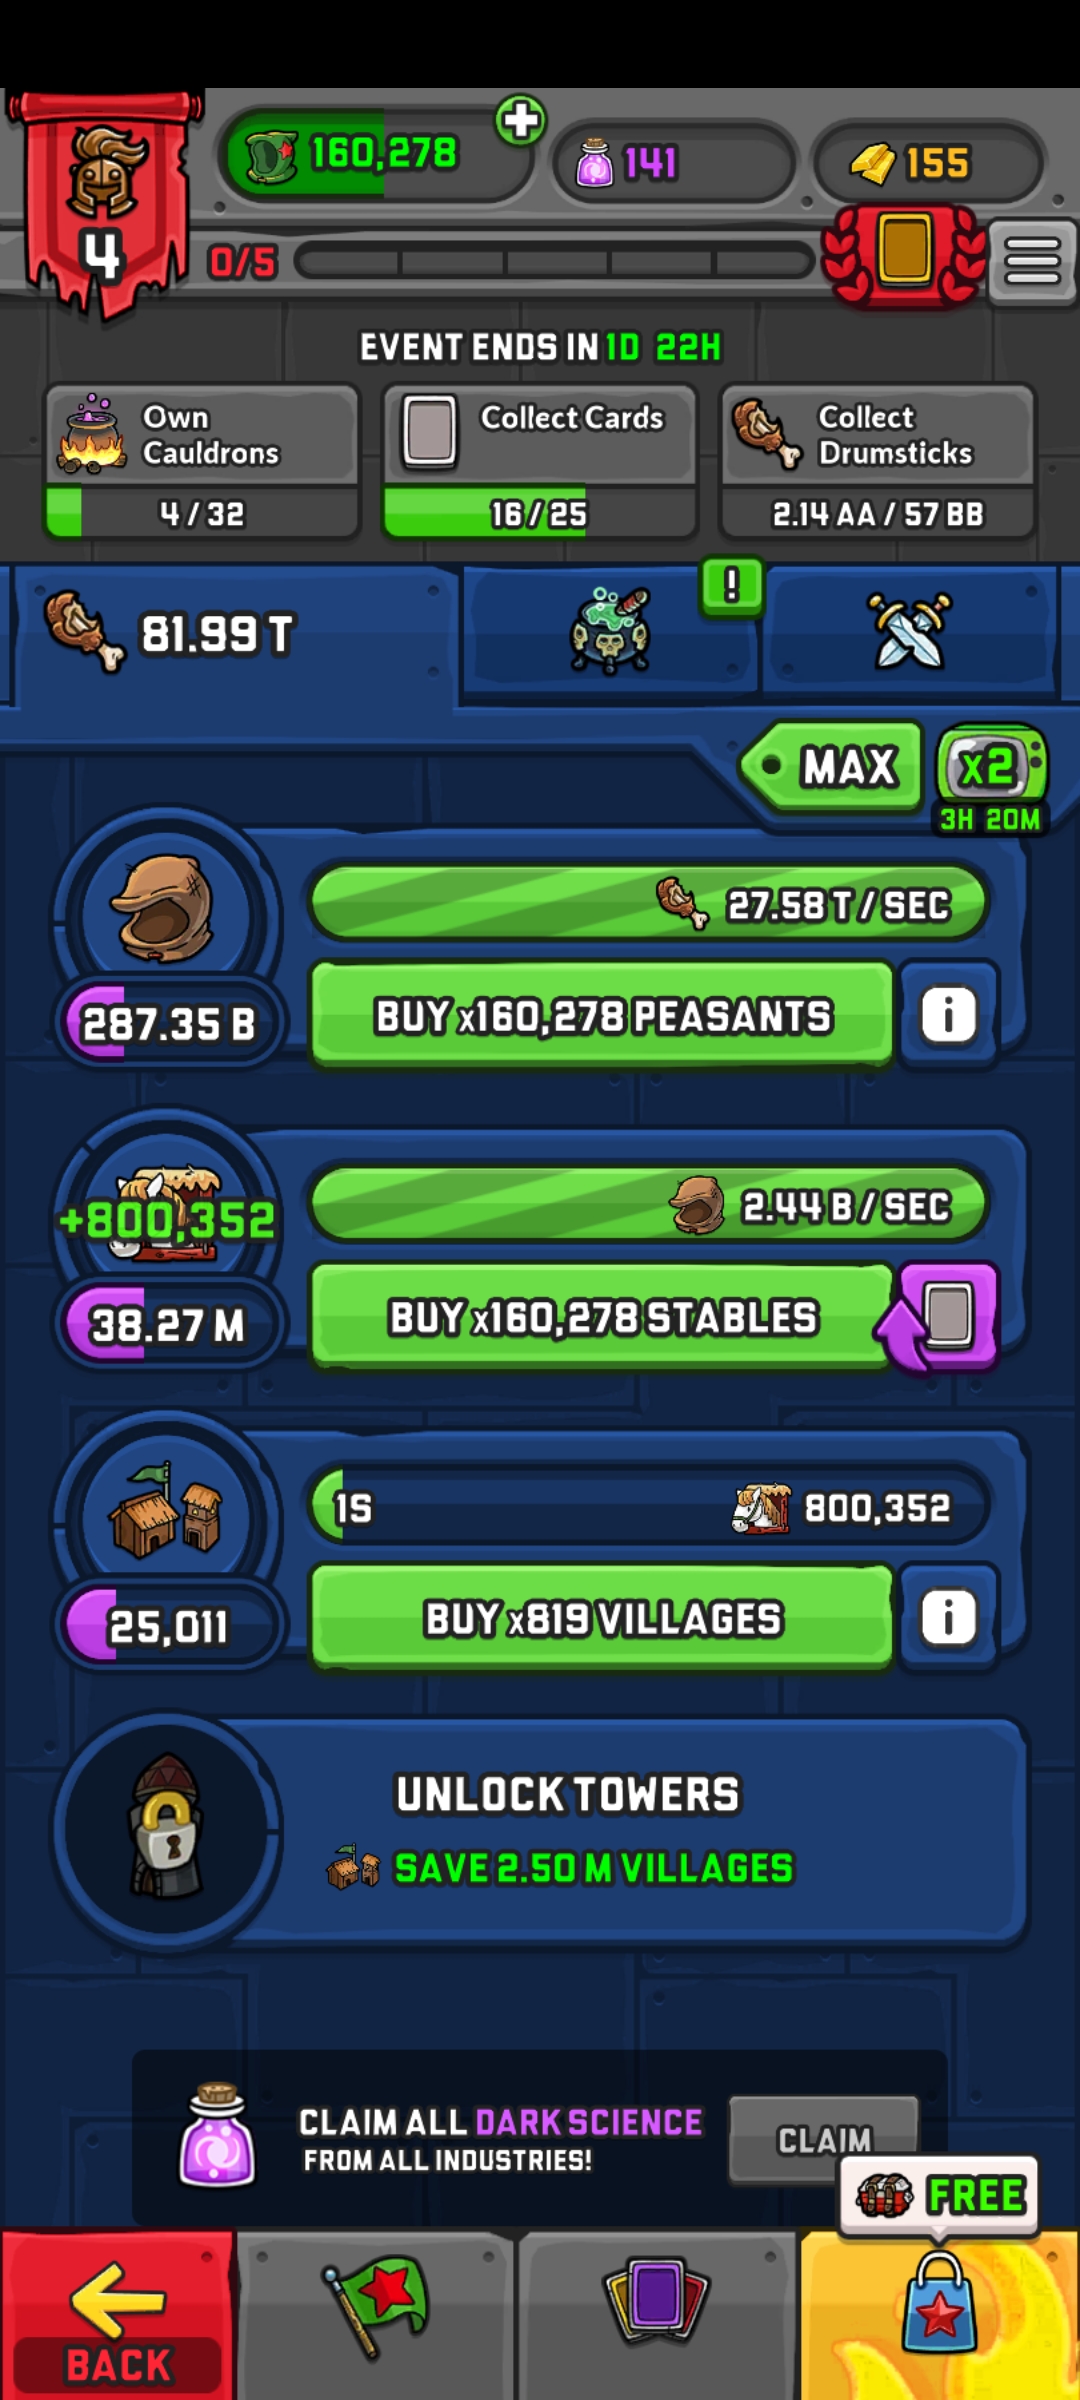 4
160,278
141
155
0/5
EVENT ENDS IN 1D 22H
Own
Cauldrons
4 / 32
Collect Cards
16 / 25
Collect
Drumsticks
2.14 AA / 57 BB
81.99 T
!
MAX
x2
3H 20M
27.58 T / SEC
287.35 B
BUY x160,278 PEASANTS
i
+800,352
2.44 B / SEC
38.27 M
BUY x160,278 STABLES
1S
800,352
25,011
BUY x819 VILLAGES
i
UNLOCK TOWERS
SAVE 2.50 M VILLAGES
CLAIM ALL DARK SCIENCE
FROM ALL INDUSTRIES!
CLAIM
FREE
BACK